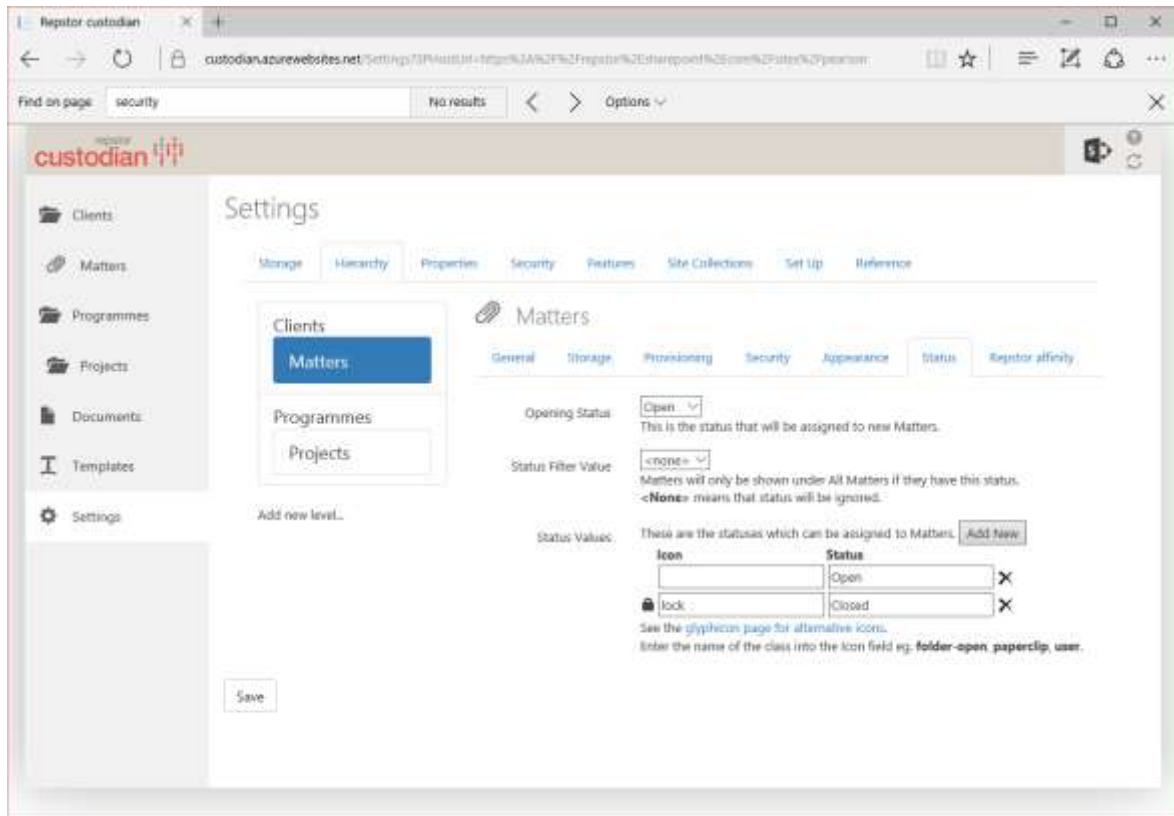 Repstor custodian
custodian.azurewebsites.net
Find on page security No results Options
repstor
custodian
Clients
Matters
Programmes
Projects
Documents
Templates
Settings
Settings
Storage Hierarchy Properties Security Features Site Collections Set Up Reference
Clients
Matters
Programmes
Projects
Add new level...
Matters
General Storage Provisioning Security Appearance Status Repstor affinity
Opening Status Open
This is the status that will be assigned to new Matters.
Status Filter Value <none>
Matters will only be shown under All Matters if they have this status.
<None> means that status will be ignored.
Status Values These are the statuses which can be assigned to Matters. Add New
Icon Status
Open
lock Closed
See the glyphicon page for alternative icons.
Enter the name of the class into the Icon field eg. folder-open, paperclip, user.
Save